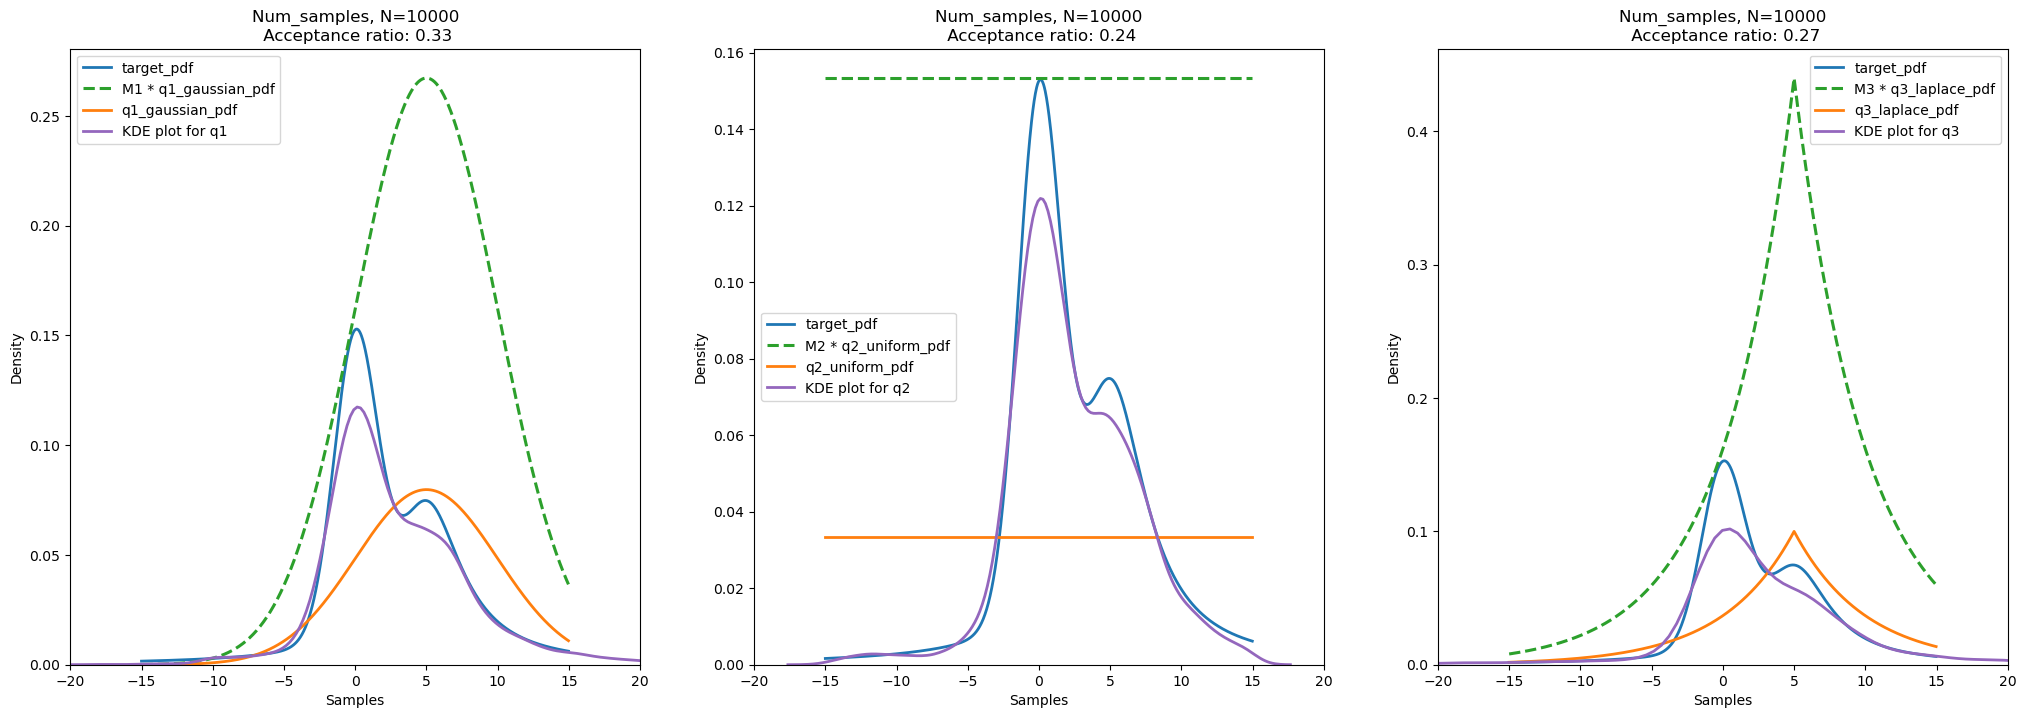 Num_samples, N=10000
Acceptance ratio: 0.33
target_pdf
M1 * q1_gaussian_pdf
q1_gaussian_pdf
KDE plot for q1
0.25
0.20
0.15
0.10
0.05
0.00
Density
−20
−15
−10
−5
0
5
10
15
20
Samples
Num_samples, N=10000
Acceptance ratio: 0.24
0.16
0.14
0.12
0.10
0.08
0.06
0.04
0.02
0.00
Density
target_pdf
M2 * q2_uniform_pdf
q2_uniform_pdf
KDE plot for q2
−20
−15
−10
−5
0
5
10
15
20
Samples
Num_samples, N=10000
Acceptance ratio: 0.27
target_pdf
M3 * q3_laplace_pdf
q3_laplace_pdf
KDE plot for q3
0.4
0.3
0.2
0.1
0.0
Density
−20
−15
−10
−5
0
5
10
15
20
Samples